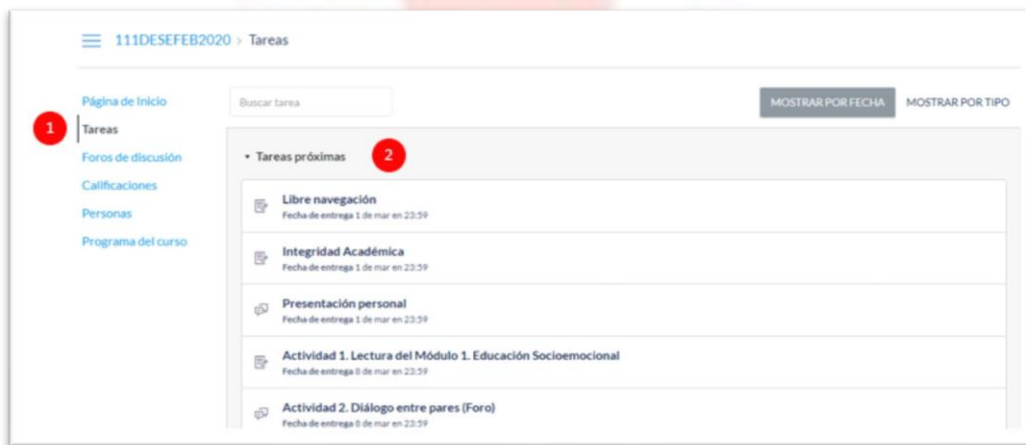 111DESEFEB2020 > Tareas
Página de Inicio
1
Tareas
Foros de discusión
Calificaciones
Personas
Programa del curso
Buscar tarea
MOSTRAR POR FECHA
MOSTRAR POR TIPO
Tareas próximas
2
Libre navegación
Fecha de entrega 1 de mar en 23:59
Integridad Académica
Fecha de entrega 1 de mar en 23:59
Presentación personal
Fecha de entrega 1 de mar en 23:59
Actividad 1. Lectura del Módulo 1. Educación Socioemocional
Fecha de entrega 8 de mar en 23:59
Actividad 2. Diálogo entre pares (Foro)
Fecha de entrega 8 de mar en 23:59